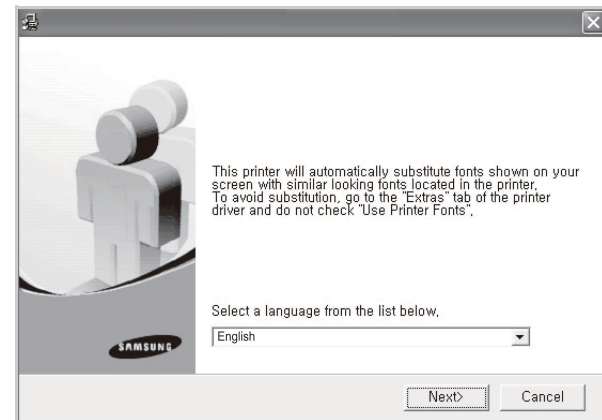 This printer will automatically substitute fonts shown on your
screen with similar looking fonts located in the printer,
To avoid substitution, go to the "Extras" tab of the printer
driver and do not check "Use Printer Fonts",
Select a language from the list below,
English
SAMSUNG
Next>
Cancel